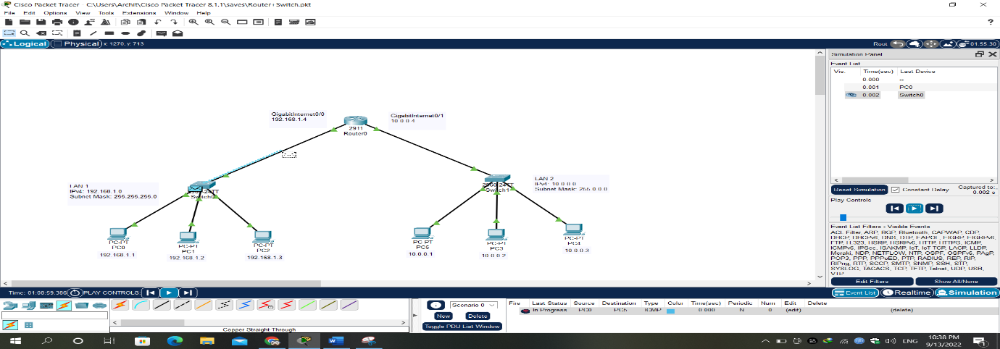 Cisco Packet Tracer - C:\Users\Archit\Cisco Packet Tracer 8.1.1\saves\Router+Switch.pkt
File Edit Options View Tools Extensions Window Help
?
Logical Physical x: 1270, y: 713 Root 01:55:30
Simulation Panel
Event List
Vis. Time(sec) Last Device
0.000 --
0.001 PC0
0.002 Switch0
GigabitInternet0/0
192.168.1.4
GigabitInternet0/1
10.0.0.4
2911
Router0
LAN 1
IPv4: 192.168.1.0
Subnet Mask: 255.255.255.0
Switch0
2960-24TT
Switch1
LAN 2
IPv4: 10.0.0.0
Subnet Mask: 255.0.0.0
PC-PT
PC0
192.168.1.1
PC-PT
PC1
192.168.1.2
PC-PT
PC2
192.168.1.3
PC-PT
PC5
10.0.0.1
PC-PT
PC3
10.0.0.2
PC-PT
PC4
10.0.0.3
Reset Simulation Constant Delay Captured to:
0.002 s
Play Controls
Event List Filters - Visible Events
ACL Filter, ARP, BGP, Bluetooth, CAPWAP, CDP,
DHCP, DHCPv6, DNS, DTP, EAPOL, EIGRP, EIGRPv6,
FTP, H.323, HSRP, HSRPv6, HTTP, HTTPS, ICMP,
ICMPv6, IPSec, ISAKMP, IoT, IoT TCP, LACP, LLDP,
Meraki, NDP, NETFLOW, NTP, OSPF, OSPFv6, PAgP,
POP3, PPP, PPPoED, PTP, RADIUS, REP, RIP,
RIPng, RTP, SCCP, SMTP, SNMP, SSH, STP,
SYSLOG, TACACS, TCP, TFTP, Telnet, UDP, USB,
VTP
Edit Filters Show All/None
Time: 01:08:59.386 PLAY CONTROLS: Event List Realtime Simulation
Scenario 0
New Delete
Toggle PDU List Window
Fire Last Status Source Destination Type Color Time(sec) Periodic Num Edit Delete
In Progress PC0 PC5 ICMP 0.000 N 0 (edit) (delete)
Copper Straight-Through
ENG 10:38 PM
9/13/2022
1